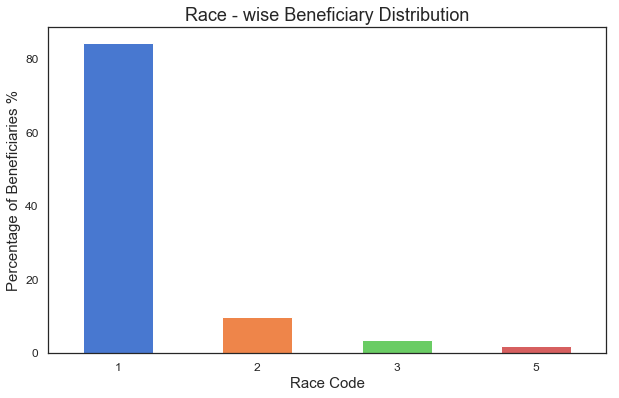 Race - wise Beneficiary Distribution
Percentage of Beneficiaries %
80
60
40
20
0
1 2 3 5
Race Code